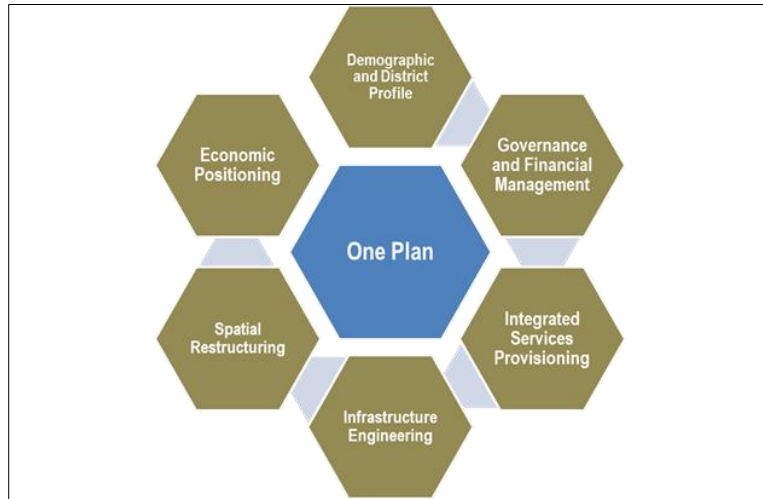 Demographic
and District
Profile
Governance
and Financial
Management
Integrated
Services
Provisioning
Infrastructure
Engineering
Spatial
Restructuring
Economic
Positioning
One Plan